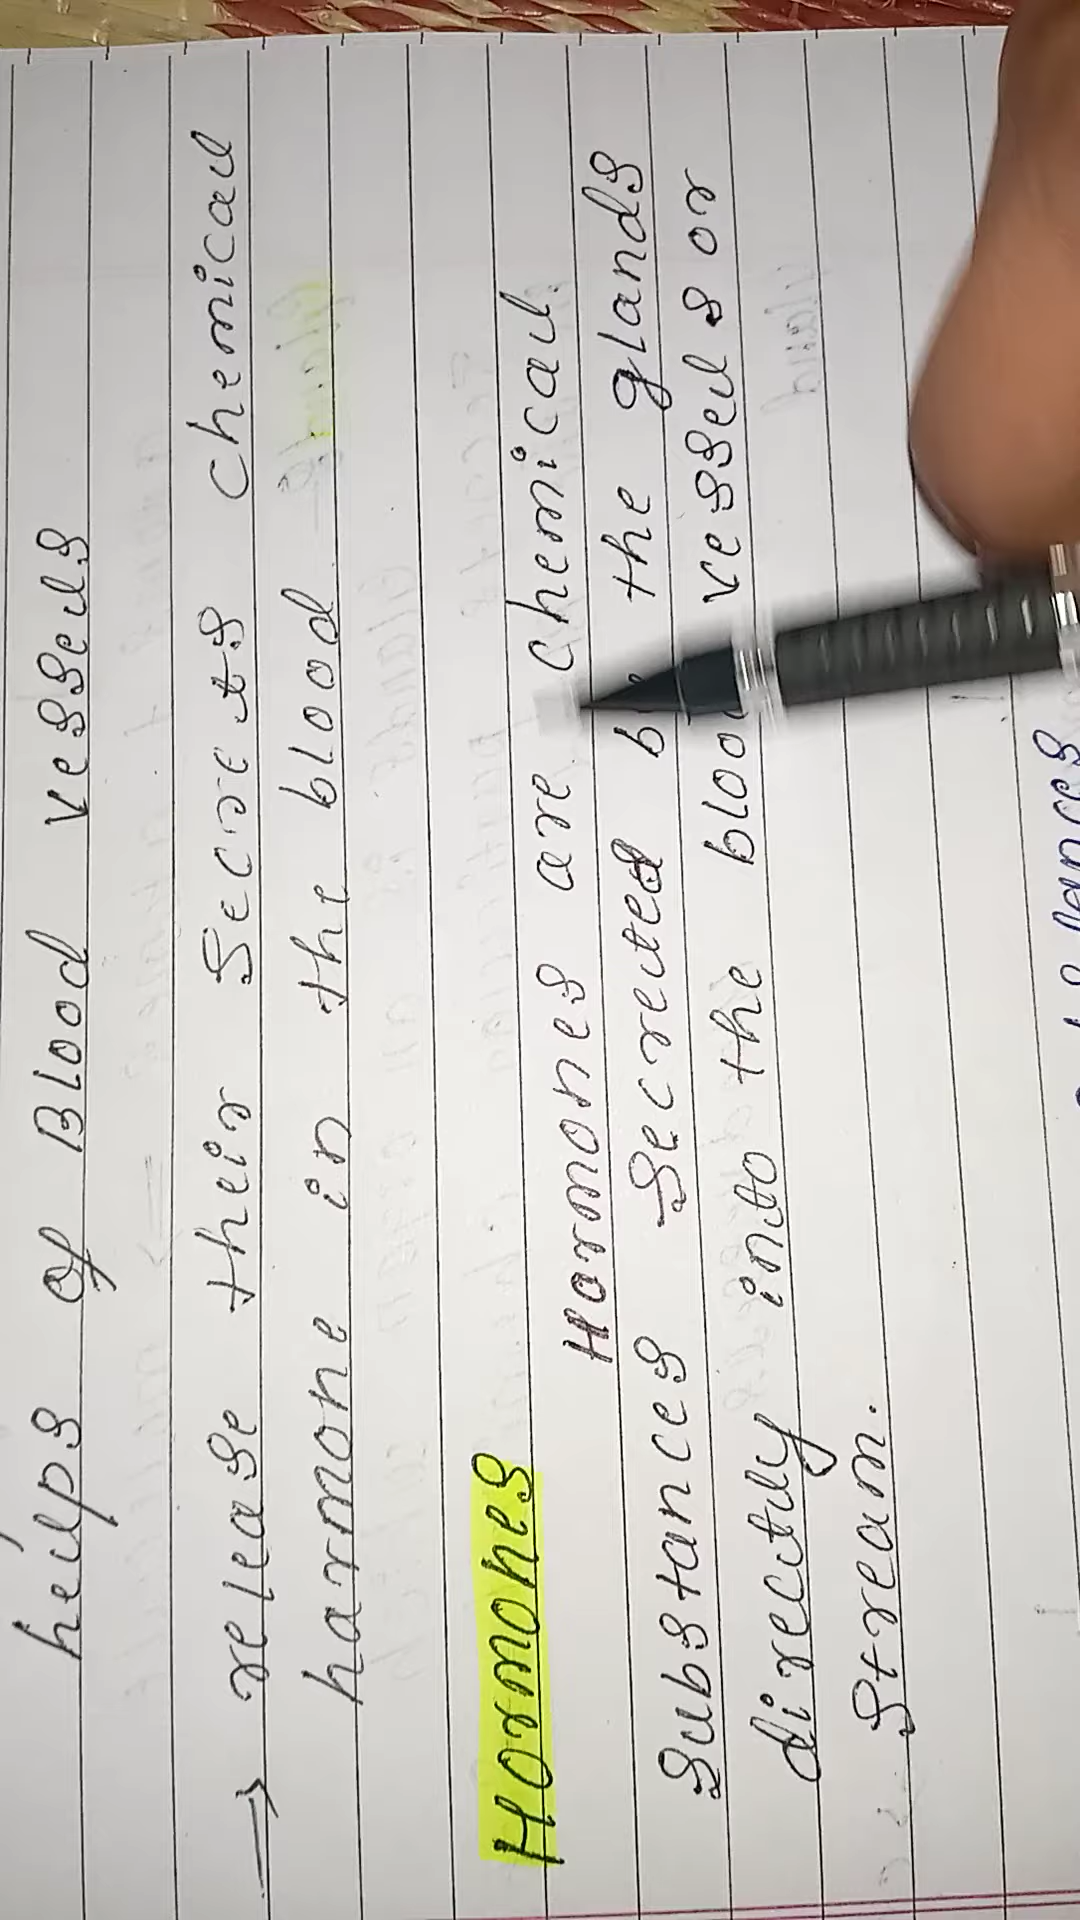 helps of Blood vessels
→ release their Secrets chemical
harmone in the blood
Hormones
Hormones are chemical
Substances Secreted by the glands
directly into the blood vessels or
Stream.